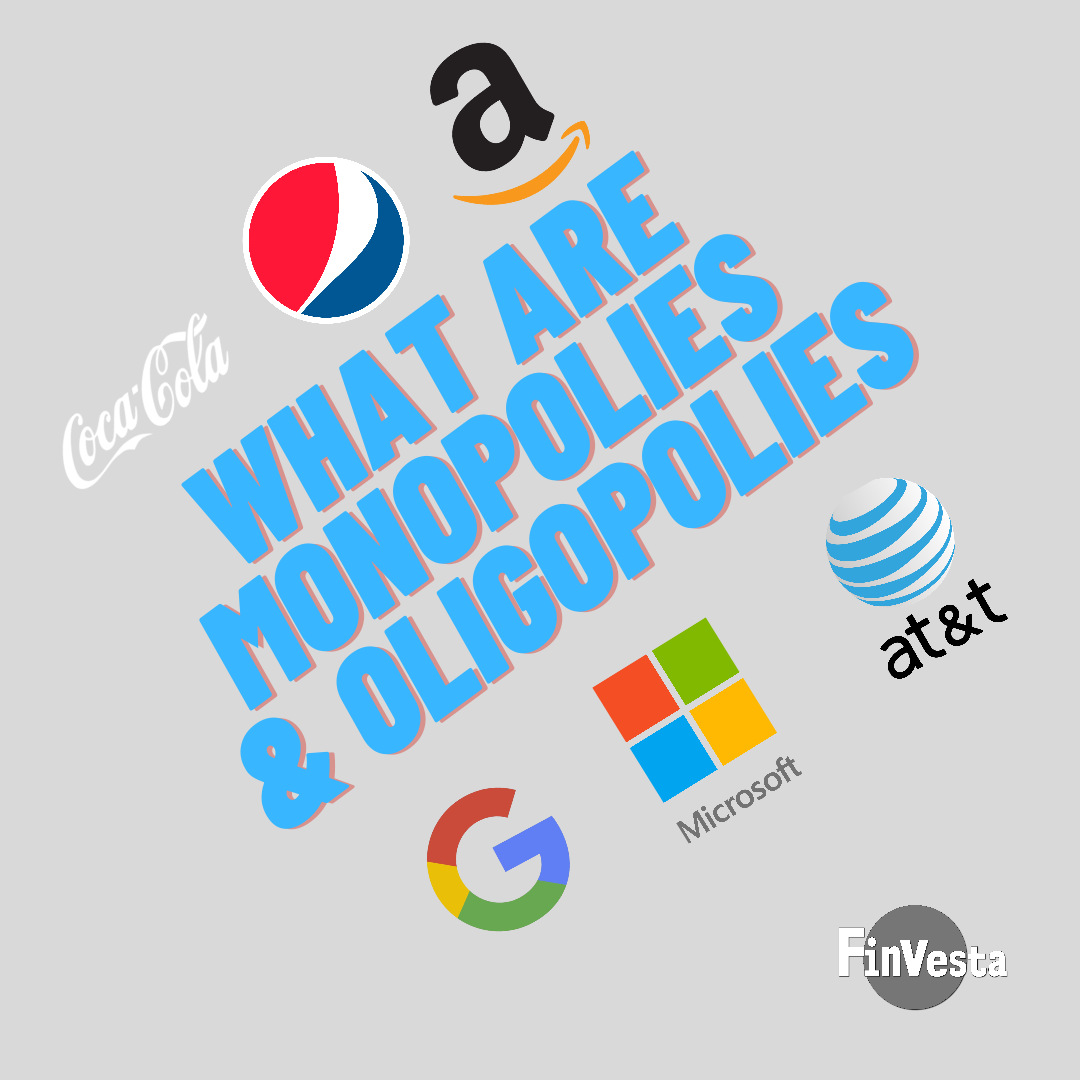 a
Coca-Cola
WHAT ARE
MONOPOLIES
& OLIGOPOLIES
at&t
Microsoft
G
FinVesta